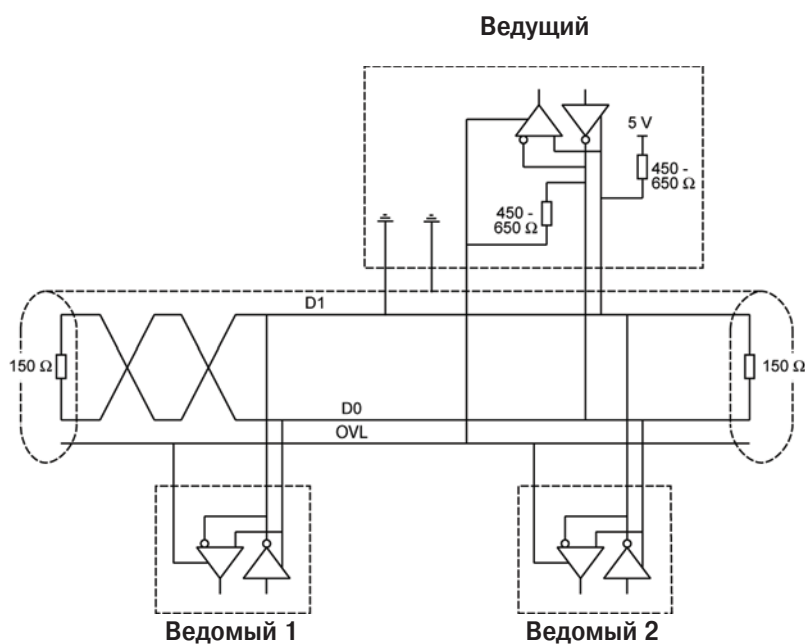 Ведущий
5 V
450 -
650 Ω
450 -
650 Ω
D1
150 Ω
150 Ω
D0
OVL
Ведомый 1
Ведомый 2